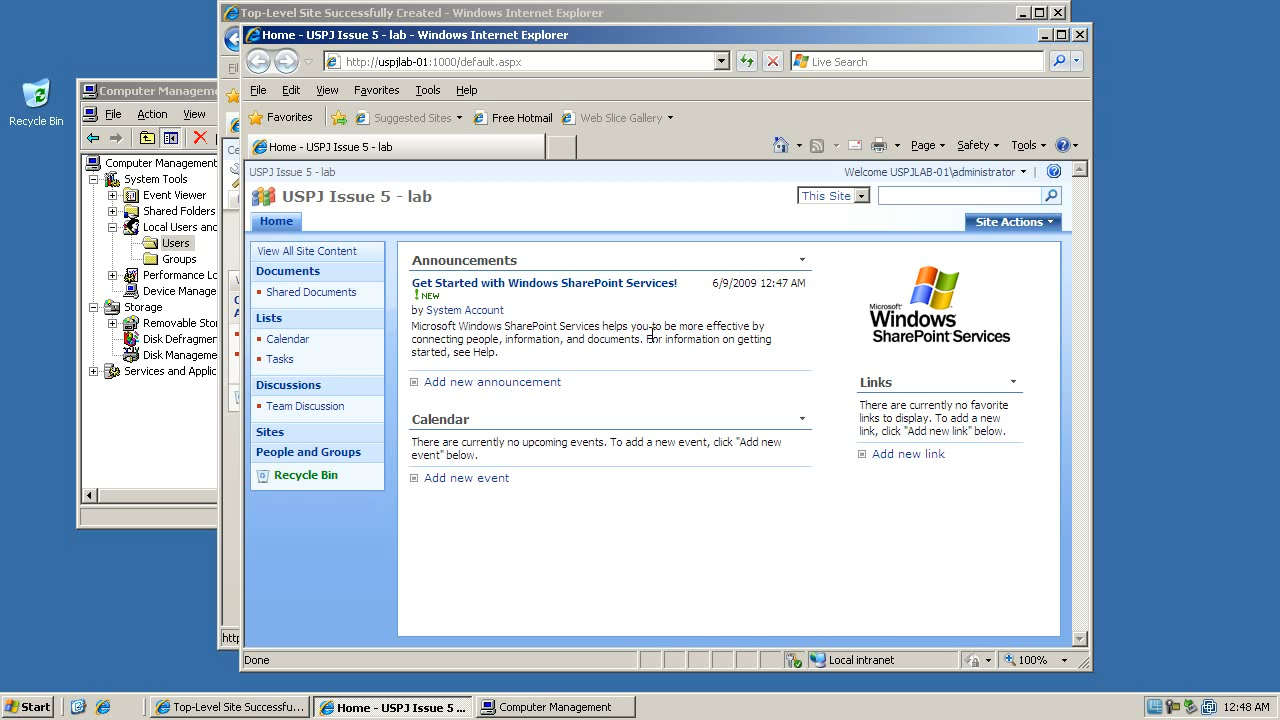 Top-Level Site Successfully Created - Windows Internet Explorer
Home - USPJ Issue 5 - lab - Windows Internet Explorer
http://uspjlab-01:1000/default.aspx
Live Search
File Edit View Favorites Tools Help
Favorites Suggested Sites Free Hotmail Web Slice Gallery
Home - USPJ Issue 5 - lab
Page Safety Tools
USPJ Issue 5 - lab
Welcome USPJLAB-01\administrator
USPJ Issue 5 - lab
This Site
Home
Site Actions
View All Site Content
Documents
Shared Documents
Lists
Calendar
Tasks
Discussions
Team Discussion
Sites
People and Groups
Recycle Bin
Announcements
Get Started with Windows SharePoint Services! 6/9/2009 12:47 AM
! NEW
by System Account
Microsoft Windows SharePoint Services helps you to be more effective by
connecting people, information, and documents. For information on getting
started, see Help.
Add new announcement
Calendar
There are currently no upcoming events. To add a new event, click "Add new
event" below.
Add new event
Microsoft
Windows
SharePoint Services
Links
There are currently no favorite
links to display. To add a new
link, click "Add new link" below.
Add new link
Done
Local intranet
100%
Recycle Bin
Computer Manageme
File Action View
Computer Management
System Tools
Event Viewer
Shared Folders
Local Users and
Users
Groups
Performance Lo
Device Manage
Storage
Removable Stor
Disk Defragme
Disk Managem
Services and Applic
Start
Top-Level Site Successfu...
Home - USPJ Issue 5 ...
Computer Management
12:48 AM